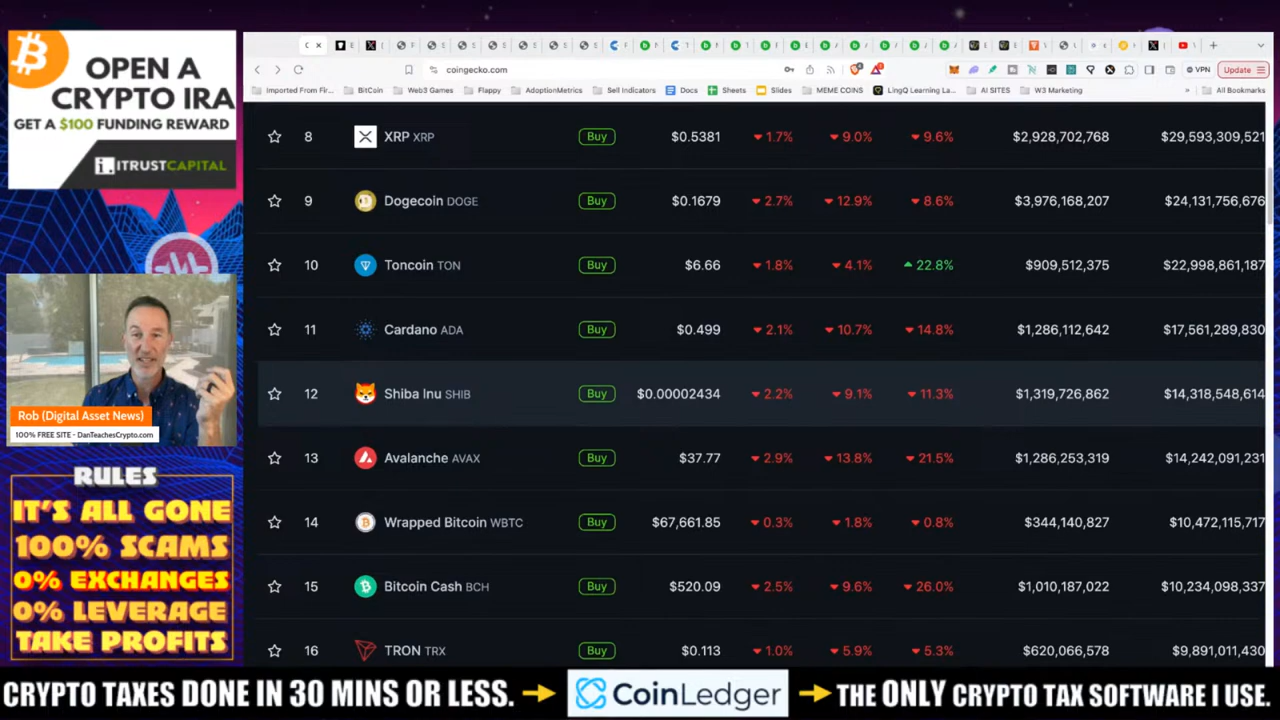 OPEN A
CRYPTO IRA
GET A $100 FUNDING REWARD
ITRUSTCAPITAL
Rob (Digital Asset News)
100% FREE SITE - DanTeachesCrypto.com
RULES
IT'S ALL GONE
100% SCAMS
0% EXCHANGES
0% LEVERAGE
TAKE PROFITS
coingecko.com
VPN
Update
Imported From Fir...
BitCoin
Web3 Games
Flappy
AdoptionMetrics
Sell Indicators
Docs
Sheets
Slides
MEME COINS
LingQ Learning La...
AI SITES
W3 Marketing
»
All Bookmarks
8 XRP XRP Buy $0.5381 1.7% 9.0% 9.6% $2,928,702,768 $29,593,309,521
9 Dogecoin DOGE Buy $0.1679 2.7% 12.9% 8.6% $3,976,168,207 $24,131,756,676
10 Toncoin TON Buy $6.66 1.8% 4.1% 22.8% $909,512,375 $22,998,861,187
11 Cardano ADA Buy $0.499 2.1% 10.7% 14.8% $1,286,112,642 $17,561,289,830
12 Shiba Inu SHIB Buy $0.00002434 2.2% 9.1% 11.3% $1,319,726,862 $14,318,548,614
13 Avalanche AVAX Buy $37.77 2.9% 13.8% 21.5% $1,286,253,319 $14,242,091,231
14 Wrapped Bitcoin WBTC Buy $67,661.85 0.3% 1.8% 0.8% $344,140,827 $10,472,115,717
15 Bitcoin Cash BCH Buy $520.09 2.5% 9.6% 26.0% $1,010,187,022 $10,234,098,337
16 TRON TRX Buy $0.113 1.0% 5.9% 5.3% $620,066,578 $9,891,011,430
CRYPTO TAXES DONE IN 30 MINS OR LESS. CoinLedger THE ONLY CRYPTO TAX SOFTWARE I USE.